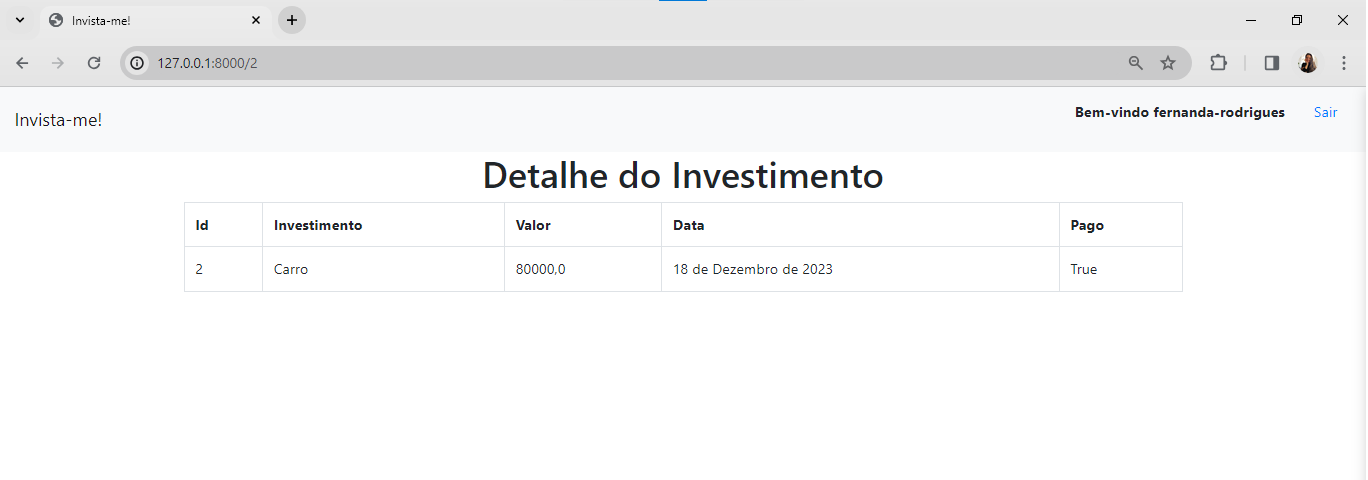 Invista-me!
127.0.0.1:8000/2
Invista-me!
Bem-vindo fernanda-rodrigues Sair
Detalhe do Investimento
Id Investimento Valor Data Pago
2 Carro 80000,0 18 de Dezembro de 2023 True